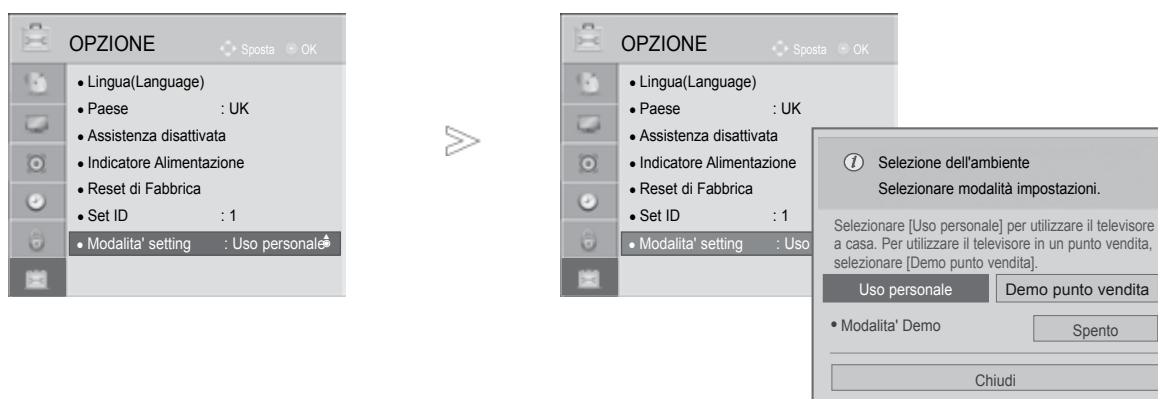 OPZIONE
Sposta OK
• Lingua(Language)
• Paese : UK
• Assistenza disattivata
• Indicatore Alimentazione
• Reset di Fabbrica
• Set ID : 1
• Modalita' setting : Uso personale
OPZIONE
Sposta OK
• Lingua(Language)
• Paese : UK
• Assistenza disattivata
• Indicatore Alimentazione
• Reset di Fabbrica
• Set ID : 1
• Modalita' setting : Uso
i Selezione dell'ambiente
Selezionare modalità impostazioni.
Selezionare [Uso personale] per utilizzare il televisore
a casa. Per utilizzare il televisore in un punto vendita,
selezionare [Demo punto vendita].
Uso personale Demo punto vendita
• Modalita' Demo Spento
Chiudi